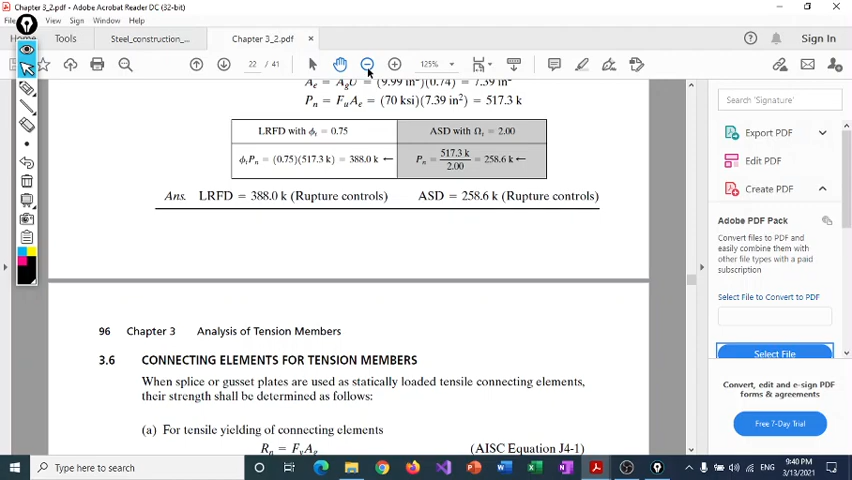 Chapter 3_2.pdf - Adobe Acrobat Reader DC (32-bit)
View Sign Window Help
Home Tools Steel_construction_... Chapter 3_2.pdf × Sign In
22 / 41 125%
Ae = AgU = (9.99 in²)(0.74) = 7.39 in²
Pn = FuAe = (70 ksi)(7.39 in²) = 517.3 k
LRFD with ϕt = 0.75 ASD with Ωt = 2.00
ϕtPn = (0.75)(517.3 k) = 388.0 k ← Pn = 517.3 k / 2.00 = 258.6 k ←
Ans. LRFD = 388.0 k (Rupture controls) ASD = 258.6 k (Rupture controls)
96 Chapter 3 Analysis of Tension Members
3.6 CONNECTING ELEMENTS FOR TENSION MEMBERS
When splice or gusset plates are used as statically loaded tensile connecting elements,
their strength shall be determined as follows:
(a) For tensile yielding of connecting elements
Rn = FyAg (AISC Equation J4-1)
Search 'Signature'
Export PDF
Edit PDF
Create PDF
Adobe PDF Pack
Convert files to PDF and
easily combine them with
other file types with a paid
subscription
Select File to Convert to PDF
Select File
Convert, edit and e-sign PDF
forms & agreements
Free 7-Day Trial
Type here to search
ENG
9:40 PM
3/13/2021